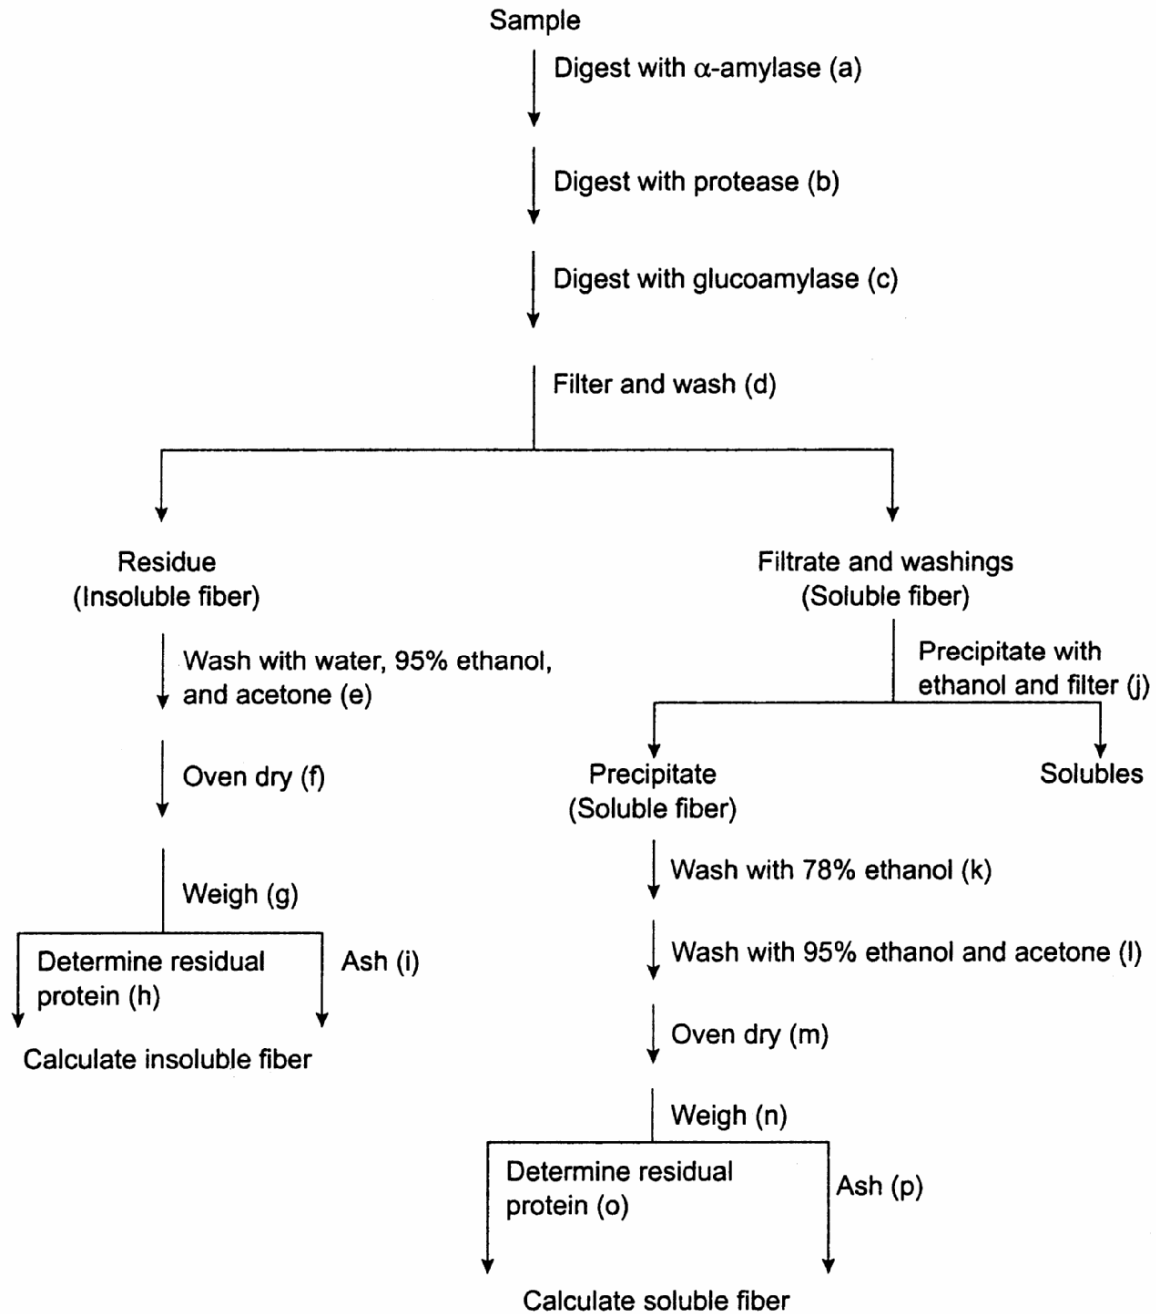 Sample
Digest with α-amylase (a)
Digest with protease (b)
Digest with glucoamylase (c)
Filter and wash (d)
Residue
(Insoluble fiber)
Filtrate and washings
(Soluble fiber)
Wash with water, 95% ethanol,
and acetone (e)
Precipitate with
ethanol and filter (j)
Oven dry (f)
Precipitate
(Soluble fiber)
Solubles
Weigh (g)
Wash with 78% ethanol (k)
Determine residual
protein (h)
Ash (i)
Wash with 95% ethanol and acetone (l)
Calculate insoluble fiber
Oven dry (m)
Weigh (n)
Determine residual
protein (o)
Ash (p)
Calculate soluble fiber